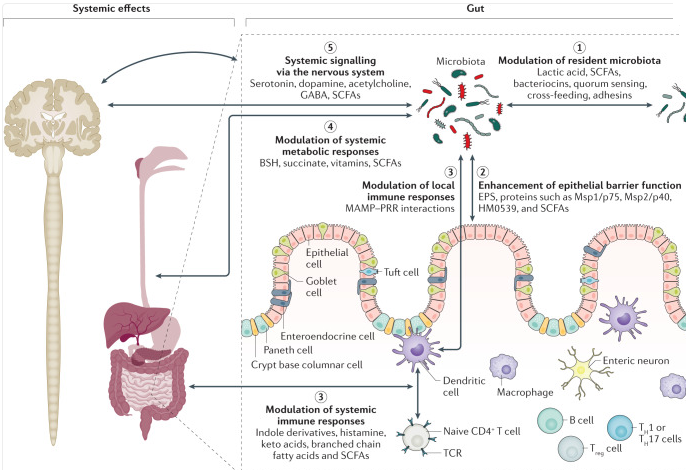 Systemic effects
Gut
⑤
Systemic signalling
via the nervous system
Serotonin, dopamine, acetylcholine,
GABA, SCFAs
Microbiota
①
Modulation of resident microbiota
Lactic acid, SCFAs,
bacteriocins, quorum sensing,
cross-feeding, adhesins
④
Modulation of systemic
metabolic responses
BSH, succinate, vitamins, SCFAs
③
Modulation of local
immune responses
MAMP–PRR interactions
②
Enhancement of epithelial barrier function
EPS, proteins such as Msp1/p75, Msp2/p40,
HM0539, and SCFAs
Epithelial
cell
Goblet
cell
Tuft cell
Enteroendocrine cell
Paneth cell
Crypt base columnar cell
Dendritic
cell
Macrophage
Enteric neuron
③
Modulation of systemic
immune responses
Indole derivatives, histamine,
keto acids, branched chain
fatty acids and SCFAs
Naive CD4⁺ T cell
TCR
B cell
T reg cell
TH1 or
TH17 cells